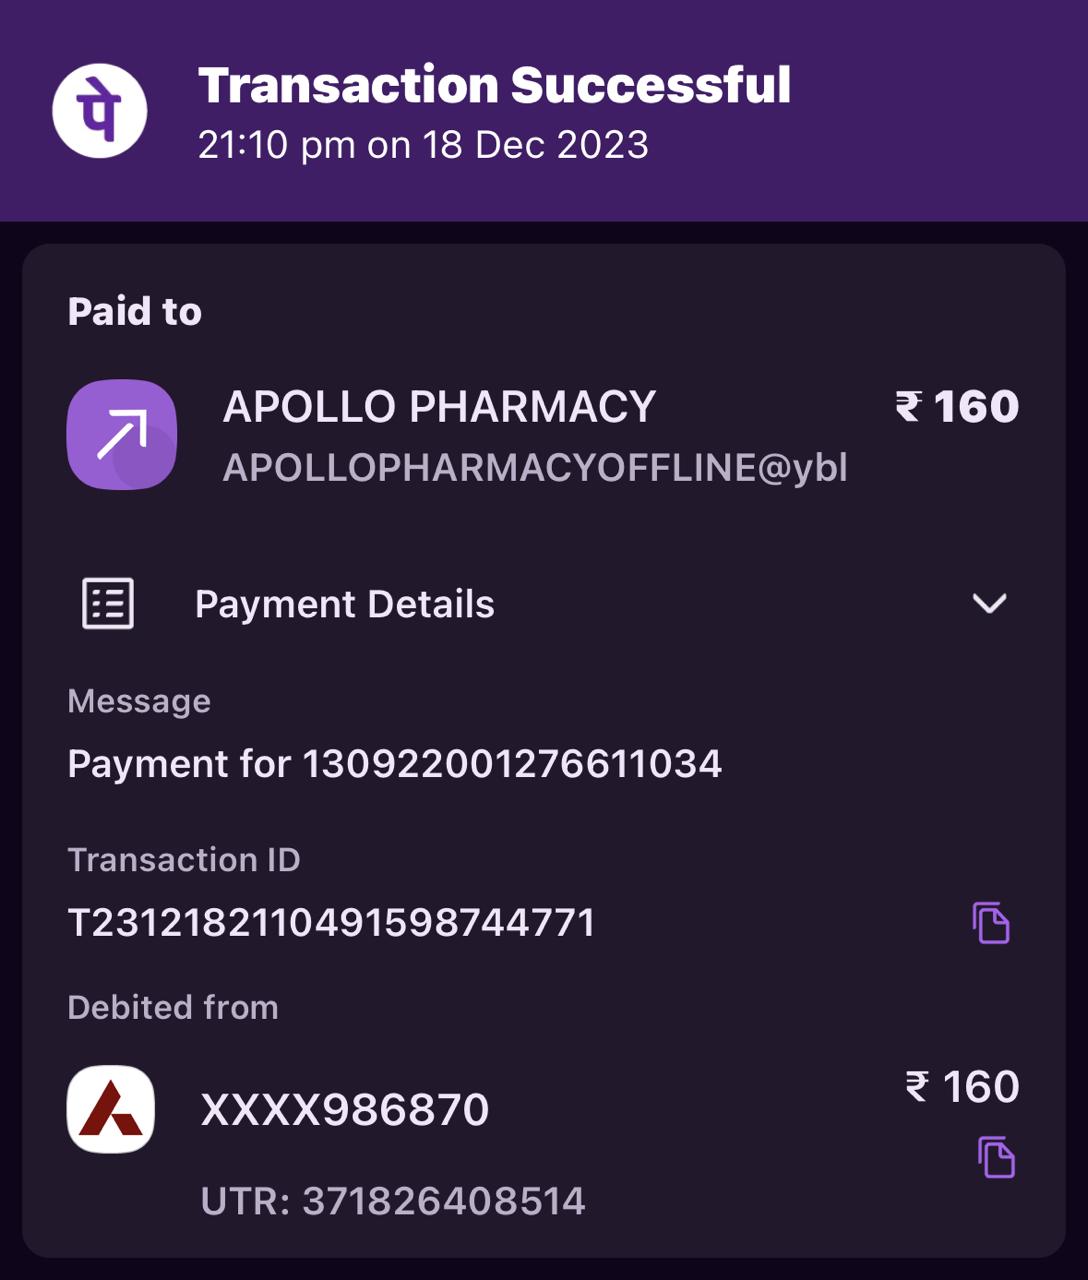 पे
Transaction Successful
21:10 pm on 18 Dec 2023
Paid to
APOLLO PHARMACY ₹ 160
APOLLOPHARMACYOFFLINE@ybl
Payment Details
Message
Payment for 130922001276611034
Transaction ID
T2312182110491598744771
Debited from
XXXX986870 ₹ 160
UTR: 371826408514